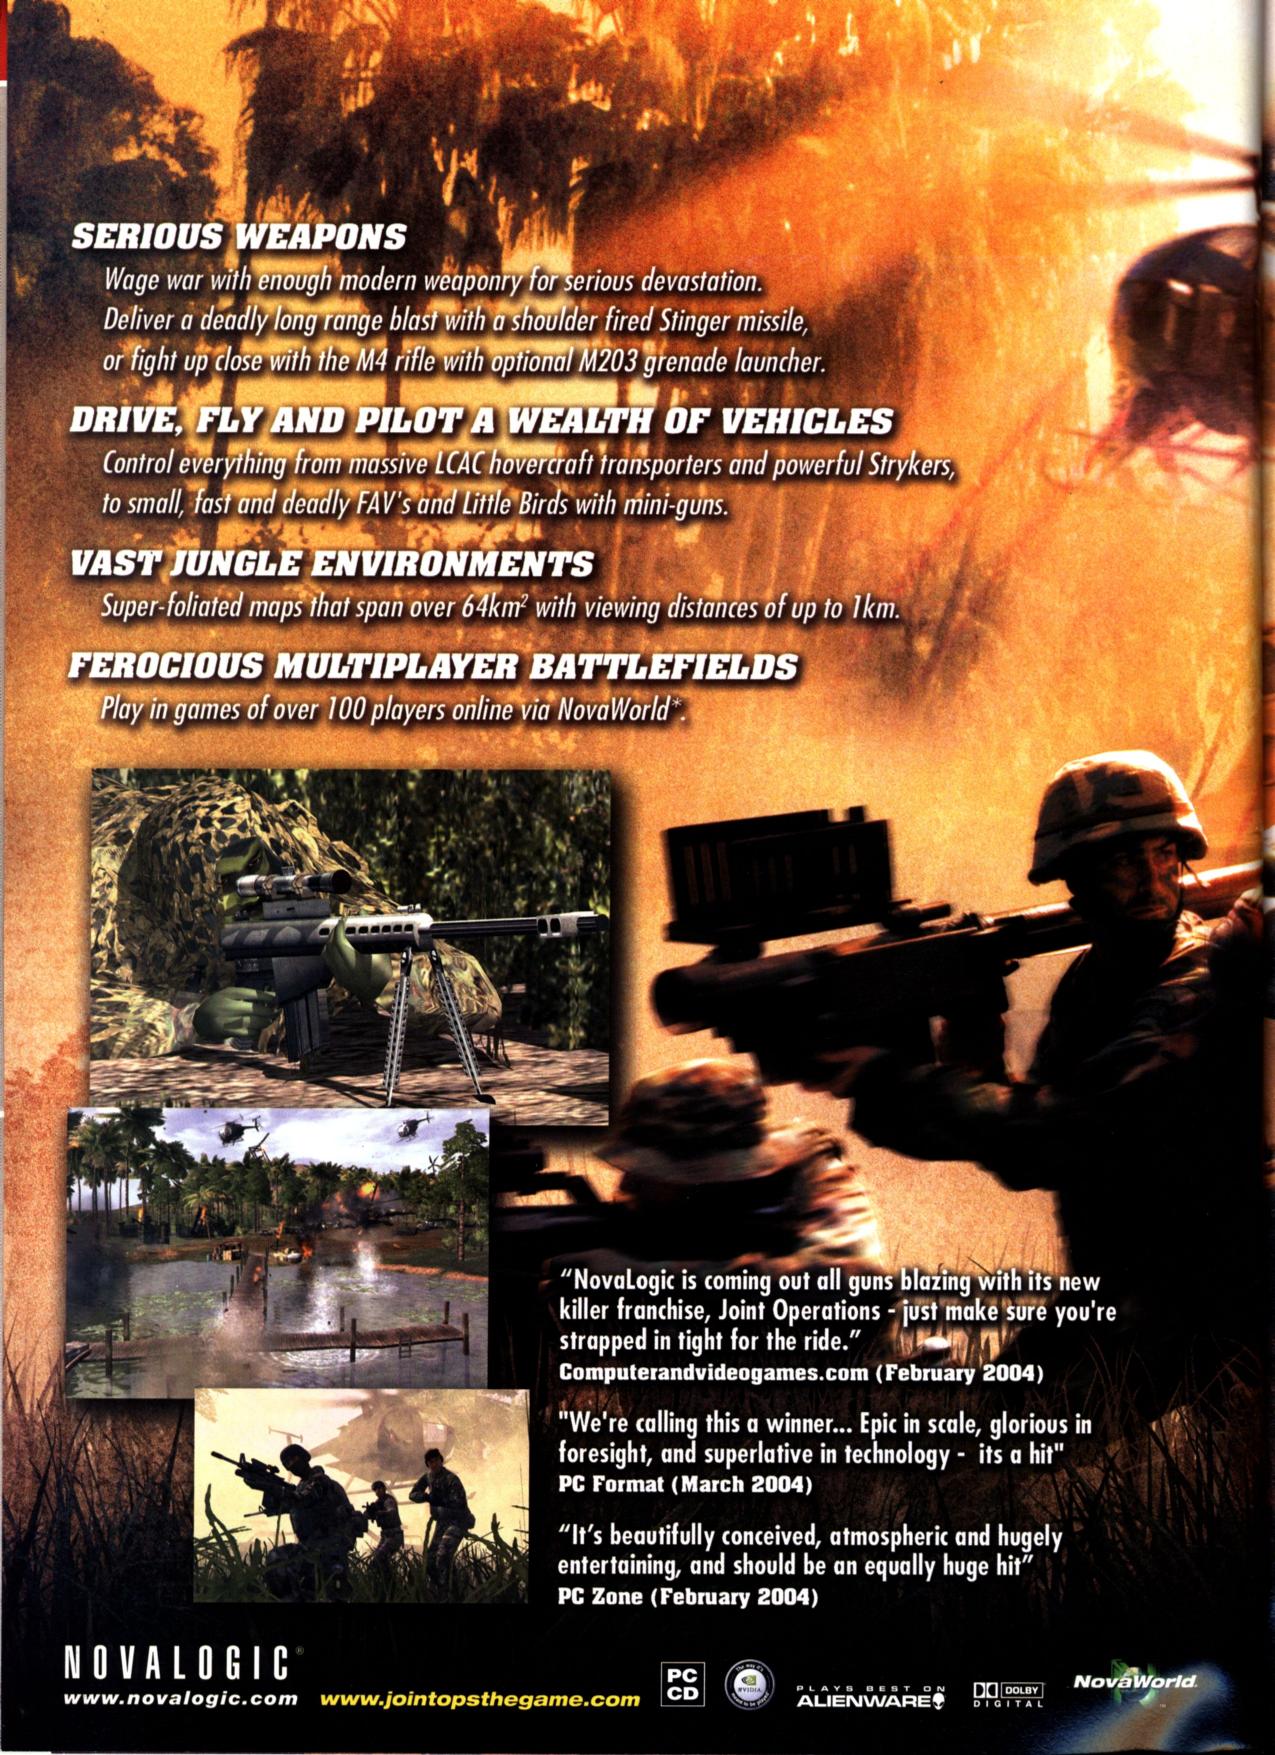 SERIOUS WEAPONS
Wage war with enough modern weaponry for serious devastation.
Deliver a deadly long range blast with a shoulder fired Stinger missile,
or fight up close with the M4 rifle with optional M203 grenade launcher.
DRIVE, FLY AND PILOT A WEALTH OF VEHICLES
Control everything from massive LCAC hovercraft transporters and powerful Strykers,
to small, fast and deadly FAV's and Little Birds with mini-guns.
VAST JUNGLE ENVIRONMENTS
Super-foliated maps that span over 64km² with viewing distances of up to 1km.
FEROCIOUS MULTIPLAYER BATTLEFIELDS
Play in games of over 100 players online via NovaWorld*.
“NovaLogic is coming out all guns blazing with its new
killer franchise, Joint Operations - just make sure you're
strapped in tight for the ride.”
Computerandvideogames.com (February 2004)
"We're calling this a winner... Epic in scale, glorious in
foresight, and superlative in technology - its a hit"
PC Format (March 2004)
“It's beautifully conceived, atmospheric and hugely
entertaining, and should be an equally huge hit”
PC Zone (February 2004)
NOVALOGIC®
www.novalogic.com www.jointopsthegame.com
PC
CD
The way it's
NVIDIA
meant to be played
PLAYS BEST ON
ALIENWARE
DOLBY
DIGITAL
NovaWorld